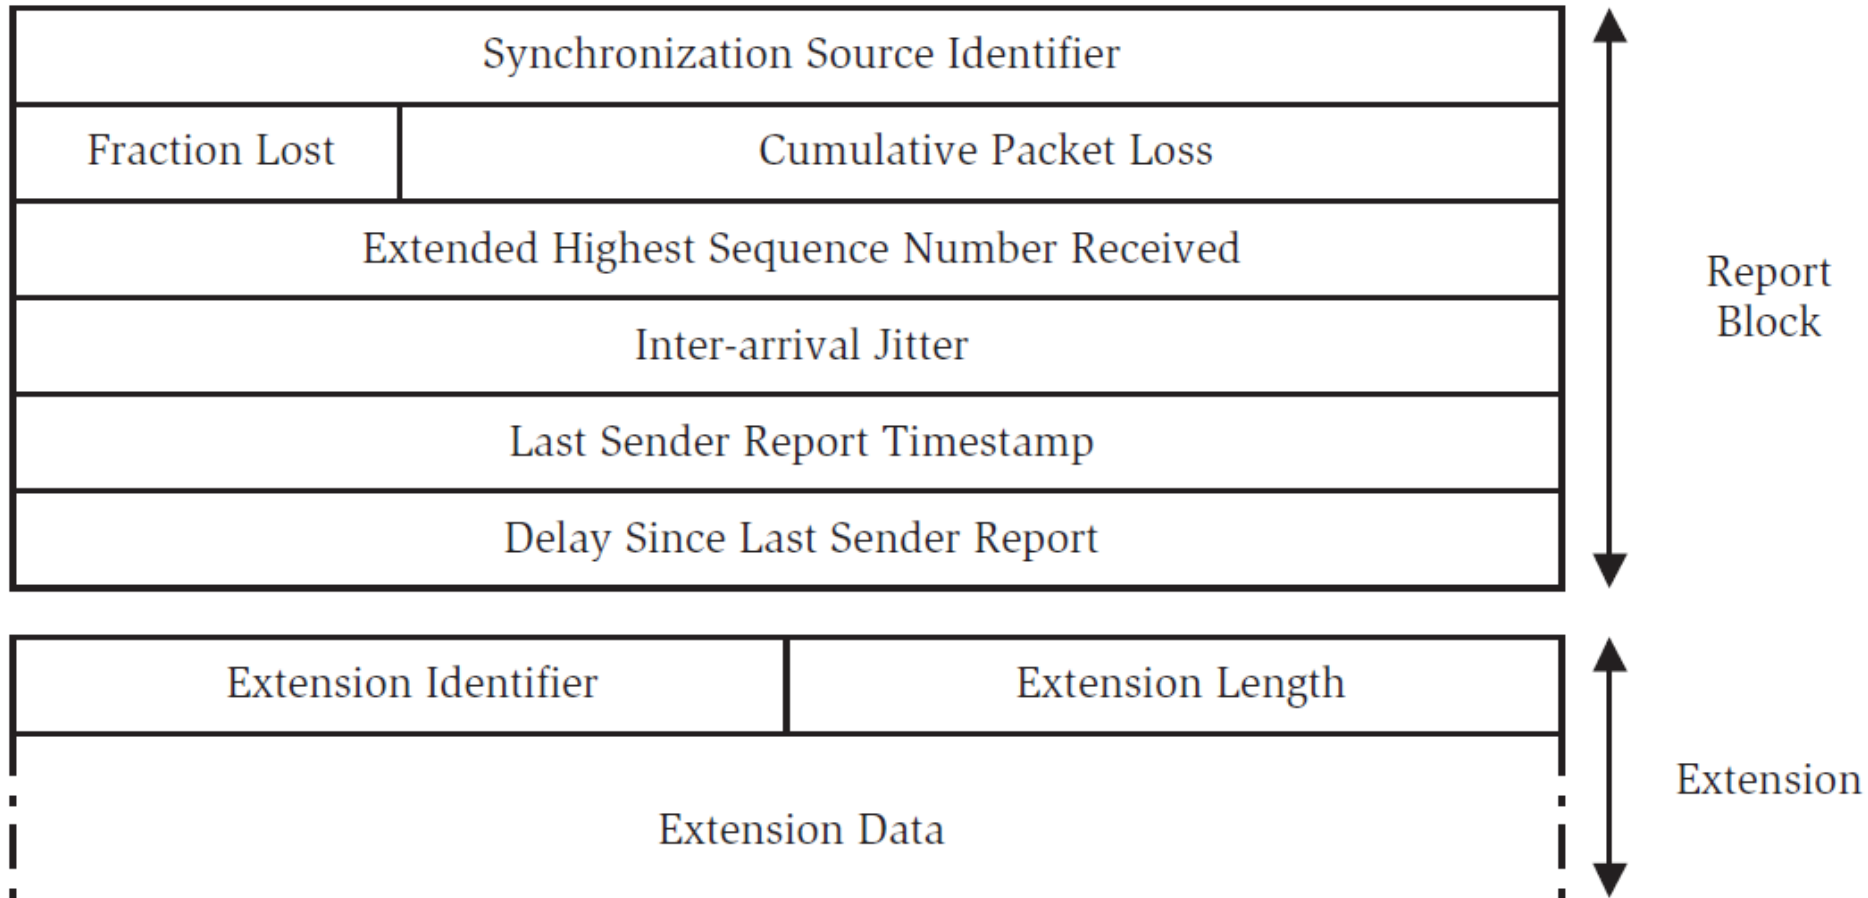 Synchronization Source Identifier
Fraction Lost
Cumulative Packet Loss
Extended Highest Sequence Number Received
Inter-arrival Jitter
Last Sender Report Timestamp
Delay Since Last Sender Report
Report
Block
Extension Identifier
Extension Length
Extension Data
Extension